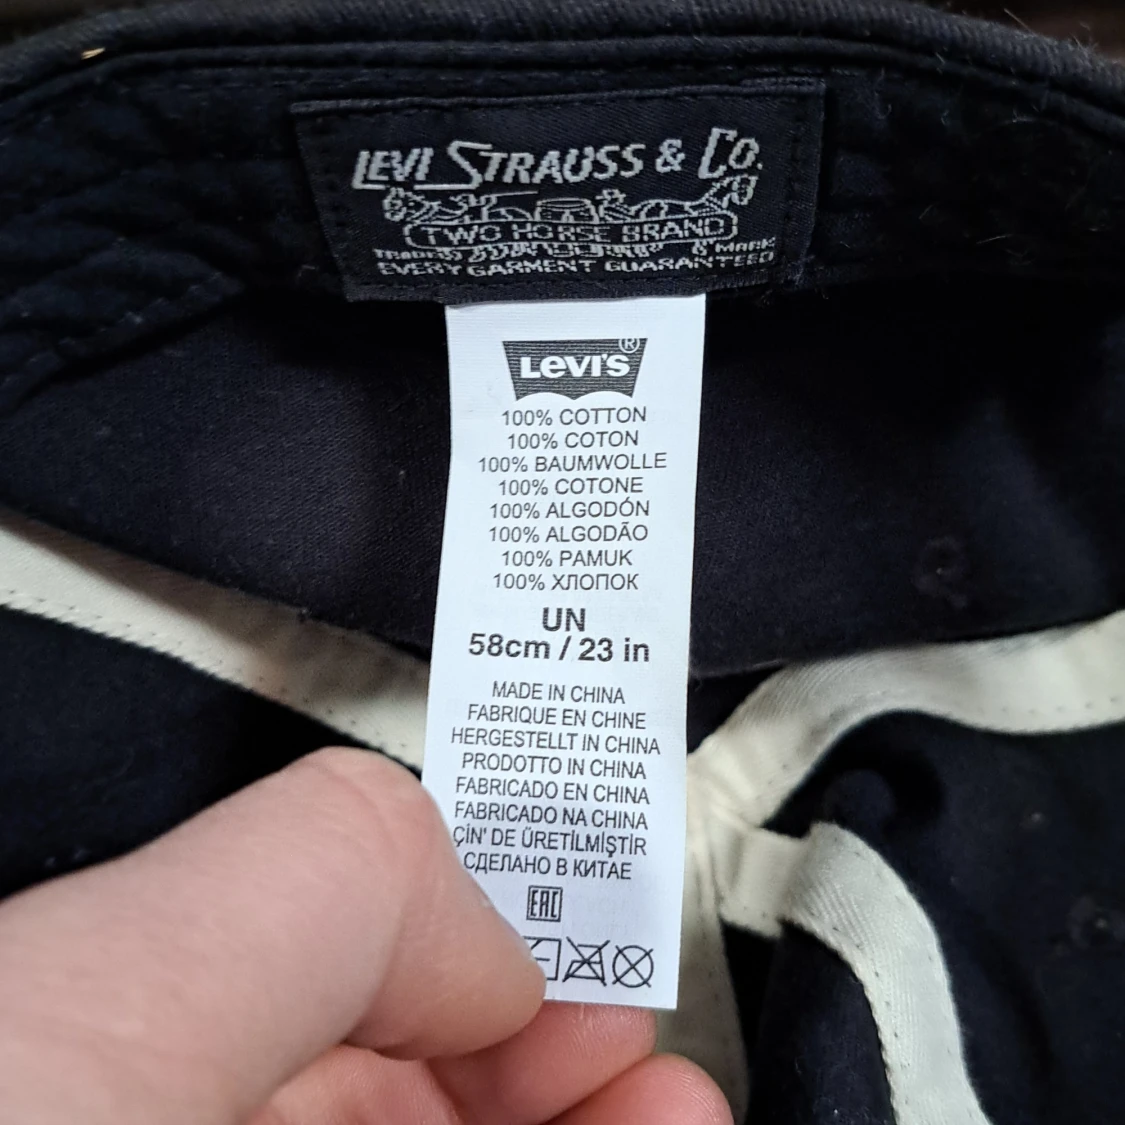 LEVI STRAUSS & CO.
TWO HORSE BRAND
TRADE MARK
EVERY GARMENT GUARANTEED
LEVI'S®
100% COTTON
100% COTON
100% BAUMWOLLE
100% COTONE
100% ALGODÓN
100% ALGODÃO
100% PAMUK
100% ХЛОПОК
UN
58cm / 23 in
MADE IN CHINA
FABRIQUE EN CHINE
HERGESTELLT IN CHINA
PRODOTTO IN CHINA
FABRICADO EN CHINA
FABRICADO NA CHINA
ÇİN' DE ÜRETİLMİŞTİR
СДЕЛАНО В КИТАЕ
EAC